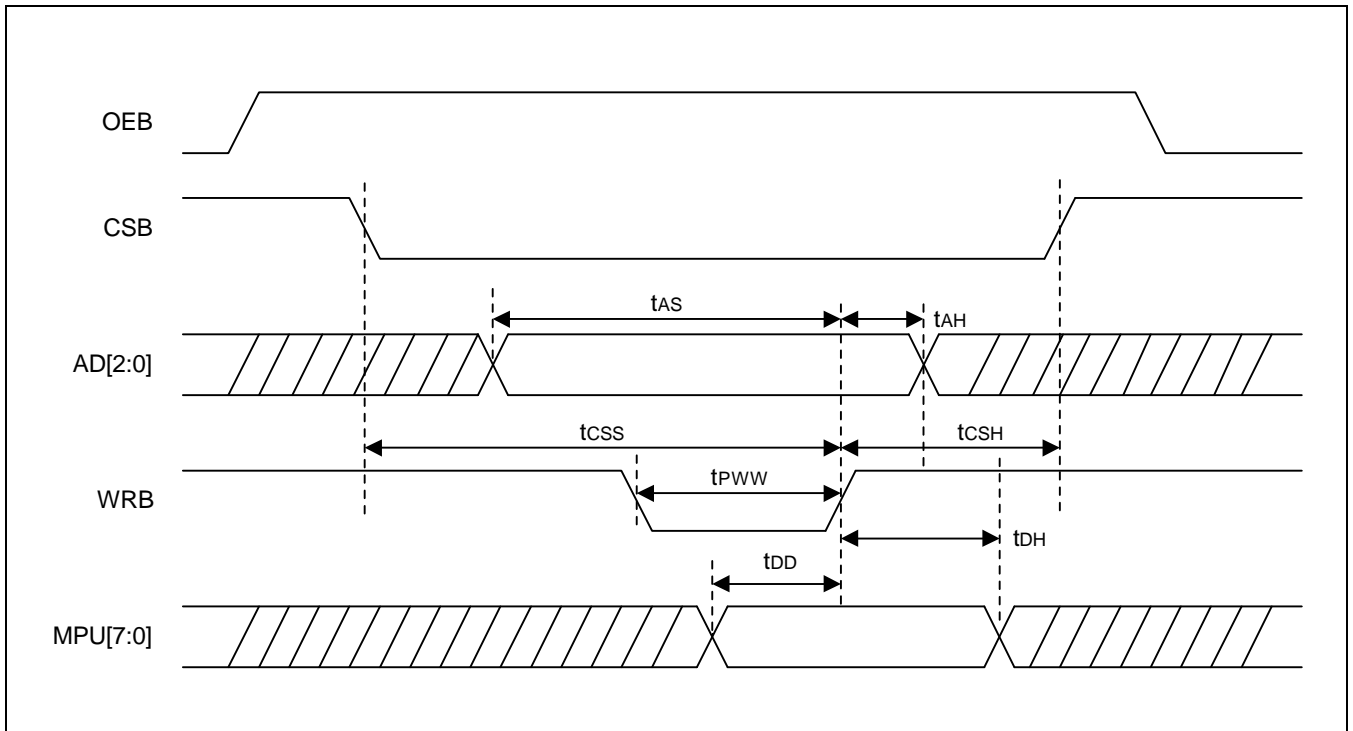 OEB
CSB
tAS
tAH
AD[2:0]
tCSS
tCSH
tPWW
WRB
tDH
tDD
MPU[7:0]